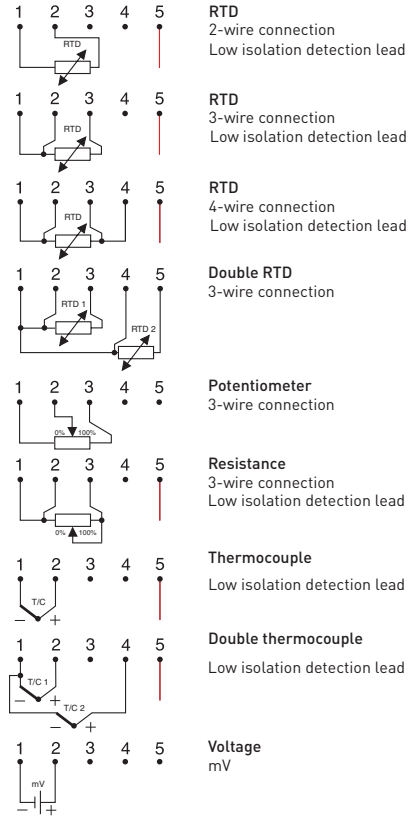 1 2 3 4 5
RTD
RTD
2-wire connection
Low isolation detection lead
1 2 3 4 5
RTD
RTD
3-wire connection
Low isolation detection lead
1 2 3 4 5
RTD
RTD
4-wire connection
Low isolation detection lead
1 2 3 4 5
RTD 1
RTD 2
Double RTD
3-wire connection
1 2 3 4 5
0% 100%
Potentiometer
3-wire connection
1 2 3 4 5
0% 100%
Resistance
3-wire connection
Low isolation detection lead
1 2 3 4 5
T/C
– +
Thermocouple
Low isolation detection lead
1 2 3 4 5
T/C 1
– +
T/C 2
– +
Double thermocouple
Low isolation detection lead
1 2 3 4 5
mV
– +
Voltage
mV